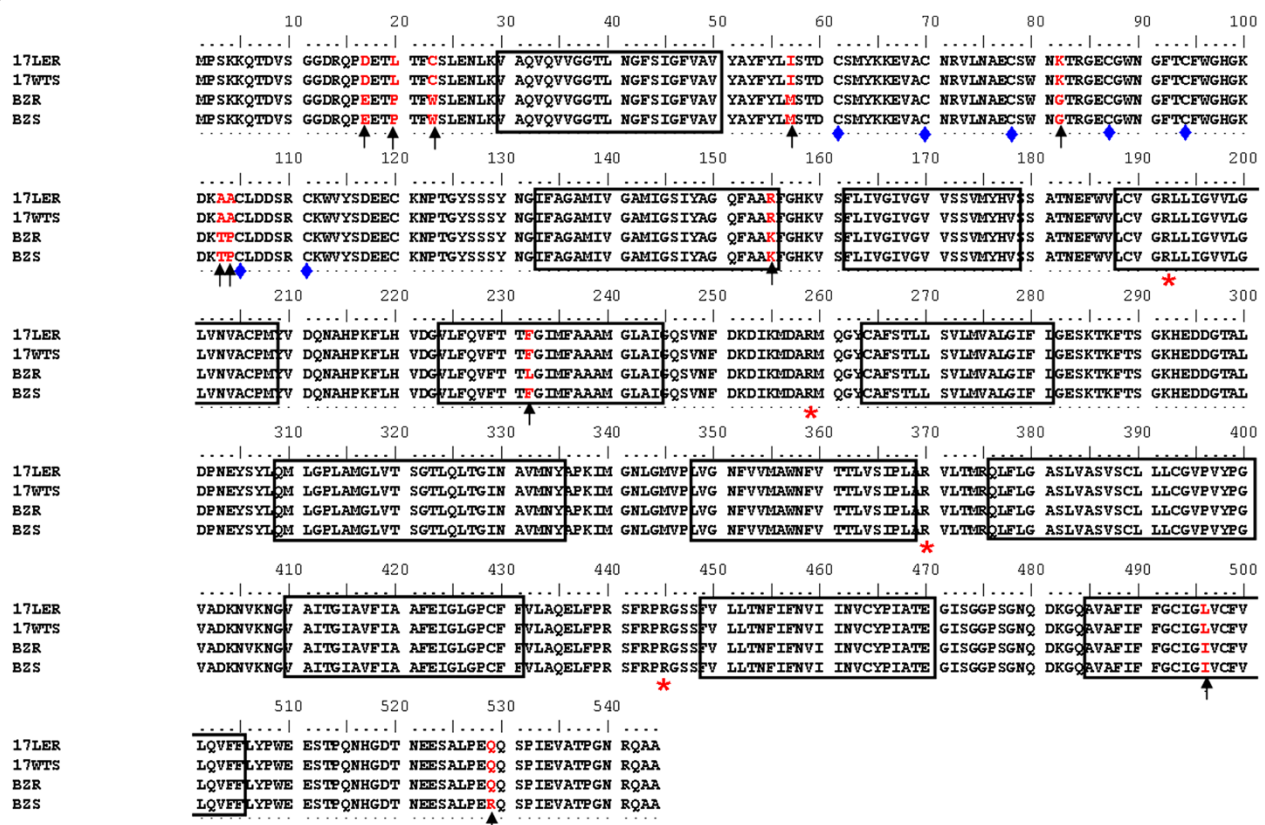 10 20 30 40 50 60 70 80 90 100
17LER MPSKKQTDVS GGDRQPDETL TFCSLENLKV AQVQVVGGTL NGFSIGFVAV YAYFYLISTD CSMYKKEVAC NRVLNAECSW NKTRGECGWN GFTCFWGHGK
17WTS MPSKKQTDVS GGDRQPDETL TFCSLENLKV AQVQVVGGTL NGFSIGFVAV YAYFYLISTD CSMYKKEVAC NRVLNAECSW NKTRGECGWN GFTCFWGHGK
BZR MPSKKQTDVS GGDRQPEETP TFWSLENLKV AQVQVVGGTL NGFSIGFVAV YAYFYLMSTD CSMYKKEVAC NRVLNAECSW NGTRGECGWN GFTCFWGHGK
BZS MPSKKQTDVS GGDRQPEETP TFWSLENLKV AQVQVVGGTL NGFSIGFVAV YAYFYLMSTD CSMYKKEVAC NRVLNAECSW NGTRGECGWN GFTCFWGHGK
110 120 130 140 150 160 170 180 190 200
17LER DKAACLDDSR CKWVYSDEEC KNPTGYSSSY NGIFAGAMIV GAMIGSIYAG QFAARFGHKV SFLIVGIVGV VSSVMYHVSS ATNEFWVLCV GRLLIGVVLG
17WTS DKAACLDDSR CKWVYSDEEC KNPTGYSSSY NGIFAGAMIV GAMIGSIYAG QFAARFGHKV SFLIVGIVGV VSSVMYHVSS ATNEFWVLCV GRLLIGVVLG
BZR DKTPCLDDSR CKWVYSDEEC KNPTGYSSSY NGIFAGAMIV GAMIGSIYAG QFAAKFGHKV SFLIVGIVGV VSSVMYHVSS ATNEFWVLCV GRLLIGVVLG
BZS DKTPCLDDSR CKWVYSDEEC KNPTGYSSSY NGIFAGAMIV GAMIGSIYAG QFAAKFGHKV SFLIVGIVGV VSSVMYHVSS ATNEFWVLCV GRLLIGVVLG
210 220 230 240 250 260 270 280 290 300
17LER LVNVACPMYV DQNAHPKFLH VDGVLFQVFT TFGIMFAAAM GLAIGQSVNF DKDIKMDARM QGYCAFSTLL SVLMVALGIF IGESKTKFTS GKHEDDGTAL
17WTS LVNVACPMYV DQNAHPKFLH VDGVLFQVFT TFGIMFAAAM GLAIGQSVNF DKDIKMDARM QGYCAFSTLL SVLMVALGIF IGESKTKFTS GKHEDDGTAL
BZR LVNVACPMYV DQNAHPKFLH VDGVLFQVFT TLGIMFAAAM GLAIGQSVNF DKDIKMDARM QGYCAFSTLL SVLMVALGIF IGESKTKFTS GKHEDDGTAL
BZS LVNVACPMYV DQNAHPKFLH VDGVLFQVFT TFGIMFAAAM GLAIGQSVNF DKDIKMDARM QGYCAFSTLL SVLMVALGIF IGESKTKFTS GKHEDDGTAL
310 320 330 340 350 360 370 380 390 400
17LER DPNEYSYLQM LGPLAMGLVT SGTLQLTGIN AVMNYAPKIM GNLGMVPLVG NFVVMAWNFV TTLVSIPLAR VLTMRQLFLG ASLVASVSCL LLCGVPVYPG
17WTS DPNEYSYLQM LGPLAMGLVT SGTLQLTGIN AVMNYAPKIM GNLGMVPLVG NFVVMAWNFV TTLVSIPLAR VLTMRQLFLG ASLVASVSCL LLCGVPVYPG
BZR DPNEYSYLQM LGPLAMGLVT SGTLQLTGIN AVMNYAPKIM GNLGMVPLVG NFVVMAWNFV TTLVSIPLAR VLTMRQLFLG ASLVASVSCL LLCGVPVYPG
BZS DPNEYSYLQM LGPLAMGLVT SGTLQLTGIN AVMNYAPKIM GNLGMVPLVG NFVVMAWNFV TTLVSIPLAR VLTMRQLFLG ASLVASVSCL LLCGVPVYPG
410 420 430 440 450 460 470 480 490 500
17LER VADKNVKNGV AITGIAVFIA AFEIGLGPCF FVLAQELFPR SFRPRGSSFV LLTNFIFNVI INVCYPIATE GISGGPSGNQ DKGQAVAFIF FGCIGLVCFV
17WTS VADKNVKNGV AITGIAVFIA AFEIGLGPCF FVLAQELFPR SFRPRGSSFV LLTNFIFNVI INVCYPIATE GISGGPSGNQ DKGQAVAFIF FGCIGLVCFV
BZR VADKNVKNGV AITGIAVFIA AFEIGLGPCF FVLAQELFPR SFRPRGSSFV LLTNFIFNVI INVCYPIATE GISGGPSGNQ DKGQAVAFIF FGCIGIVCFV
BZS VADKNVKNGV AITGIAVFIA AFEIGLGPCF FVLAQELFPR SFRPRGSSFV LLTNFIFNVI INVCYPIATE GISGGPSGNQ DKGQAVAFIF FGCIGIVCFV
510 520 530 540
17LER LQVFFLYPWE ESTPQNHGDT NEESALPEQQ SPIEVATPGN RQAA
17WTS LQVFFLYPWE ESTPQNHGDT NEESALPEQQ SPIEVATPGN RQAA
BZR LQVFFLYPWE ESTPQNHGDT NEESALPEQQ SPIEVATPGN RQAA
BZS LQVFFLYPWE ESTPQNHGDT NEESALPERQ SPIEVATPGN RQAA